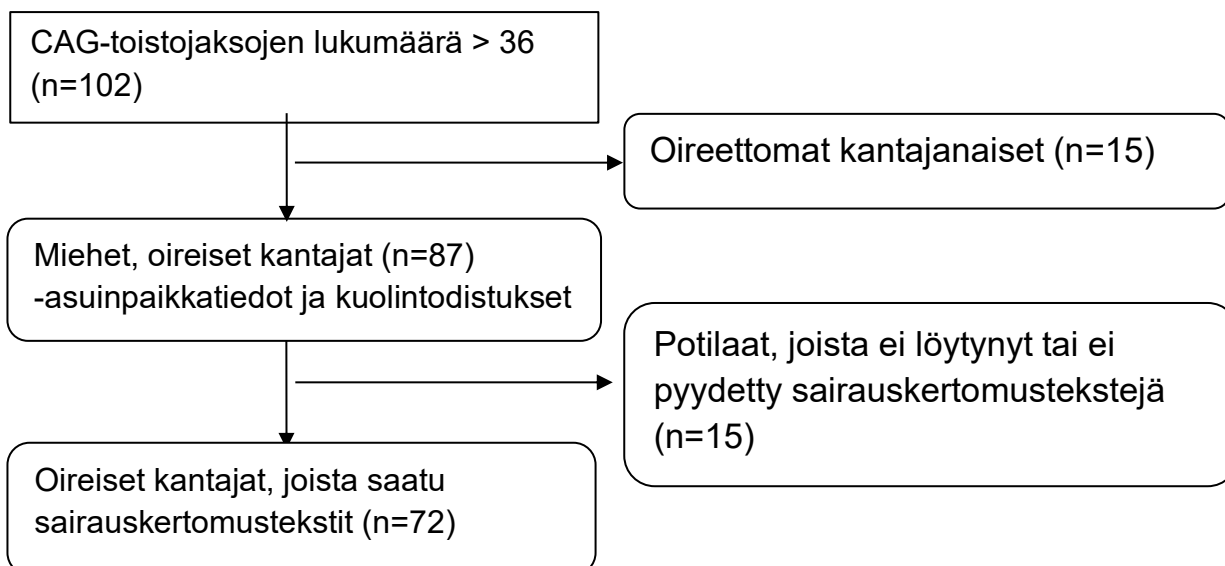 CAG-toistojaksojen lukumäärä > 36
(n=102)
Oireettomat kantajanaiset (n=15)
Miehet, oireiset kantajat (n=87)
-asuinpaikkatiedot ja kuolintodistukset
Potilaat, joista ei löytynyt tai ei
pyydetty sairauskertomustekstejä
(n=15)
Oireiset kantajat, joista saatu
sairauskertomustekstit (n=72)